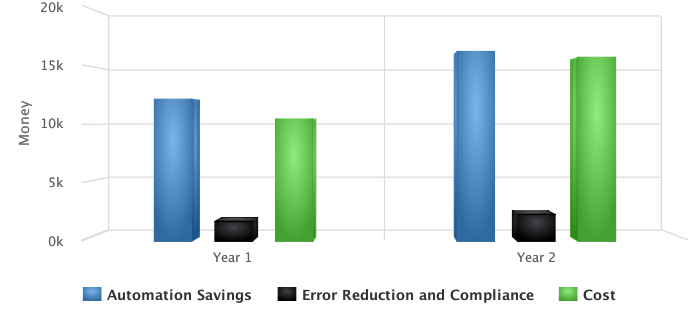 20k
15k
10k
5k
0k
Money
Year 1
Year 2
Automation Savings
Error Reduction and Compliance
Cost